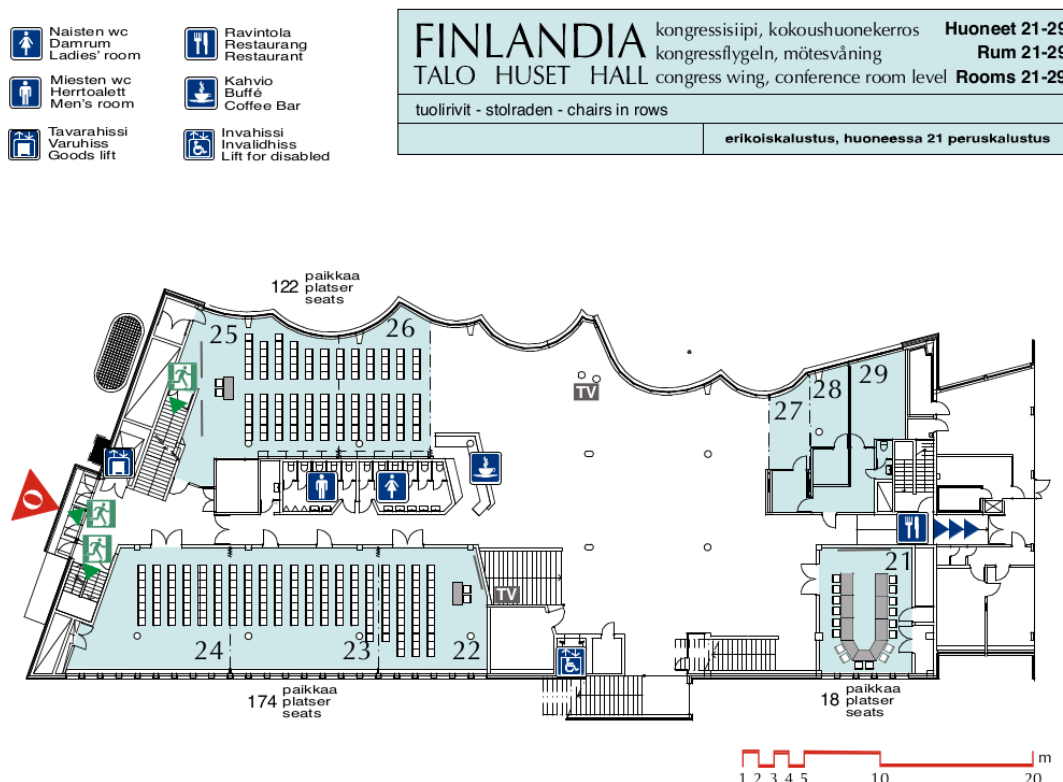 Naisten wc
Damrum
Ladies' room
Ravintola
Restaurang
Restaurant
Miesten wc
Herrtoalett
Men's room
Kahvio
Buffé
Coffee Bar
Tavarahissi
Varuhiss
Goods lift
Invahissi
Invalidhiss
Lift for disabled
FINLANDIA
TALO HUSET HALL
kongressisiipi, kokoushuonekerros Huoneet 21-29
kongressflygeln, mötesvåning Rum 21-29
congress wing, conference room level Rooms 21-29
tuolirivit - stolraden - chairs in rows
erikoiskalustus, huoneessa 21 peruskalustus
122 paikkaa
platser
seats
25
26
27
28
29
TV
O
21
TV
24
23
22
174 paikkaa
platser
seats
18 paikkaa
platser
seats
m
1 2 3 4 5 10 20